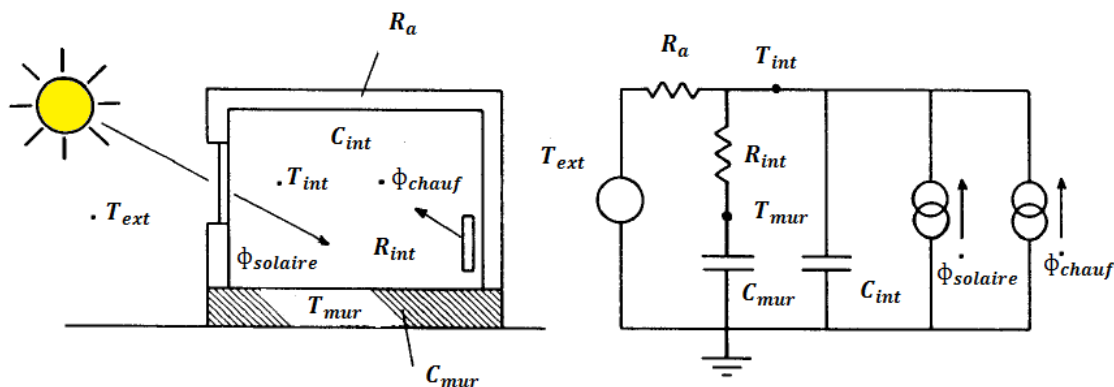 R_a
C_int
T_int
Φ_chauf
T_ext
Φ_solaire
R_int
T_mur
C_mur
R_a
T_int
T_ext
R_int
T_mur
C_mur
C_int
Φ_solaire
Φ_chauf